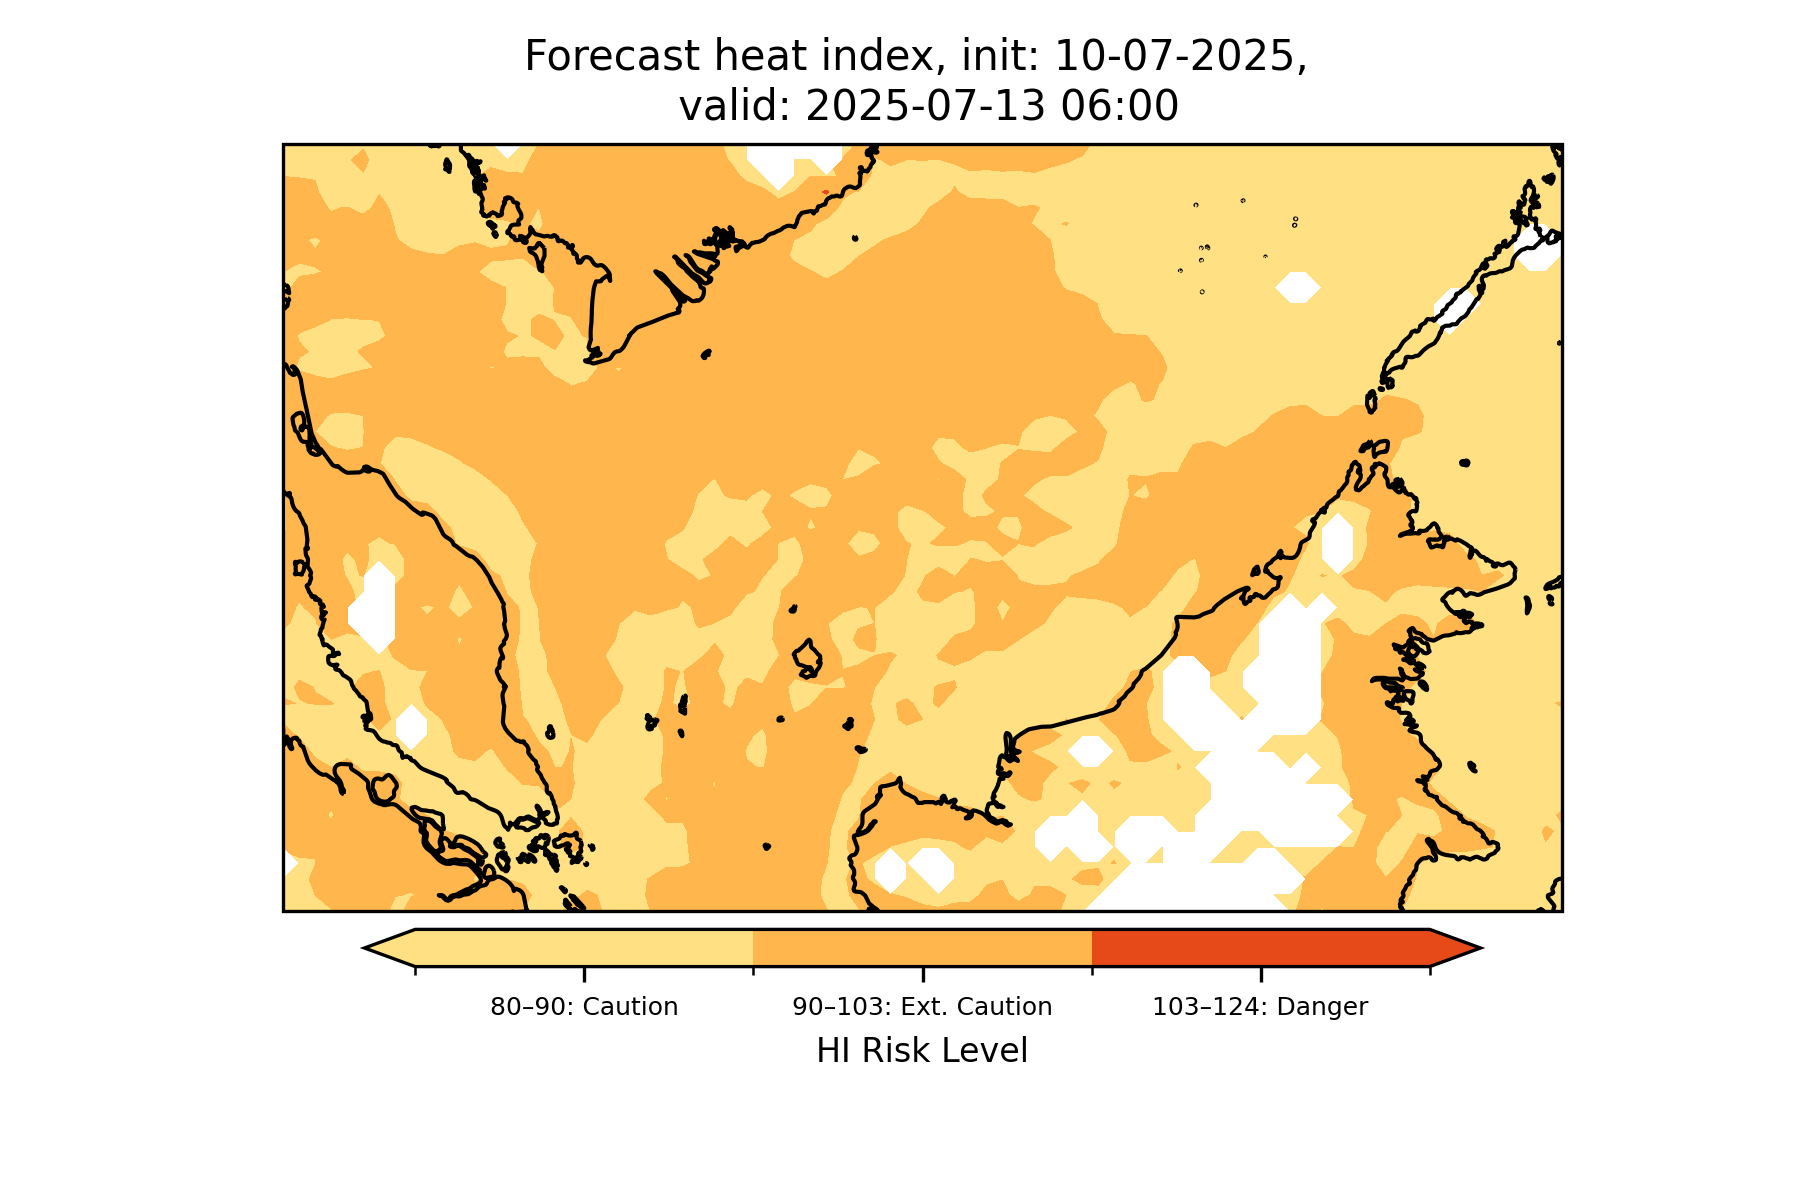 Forecast heat index, init: 10-07-2025,
valid: 2025-07-13 06:00
80–90: Caution
90–103: Ext. Caution
103–124: Danger
HI Risk Level